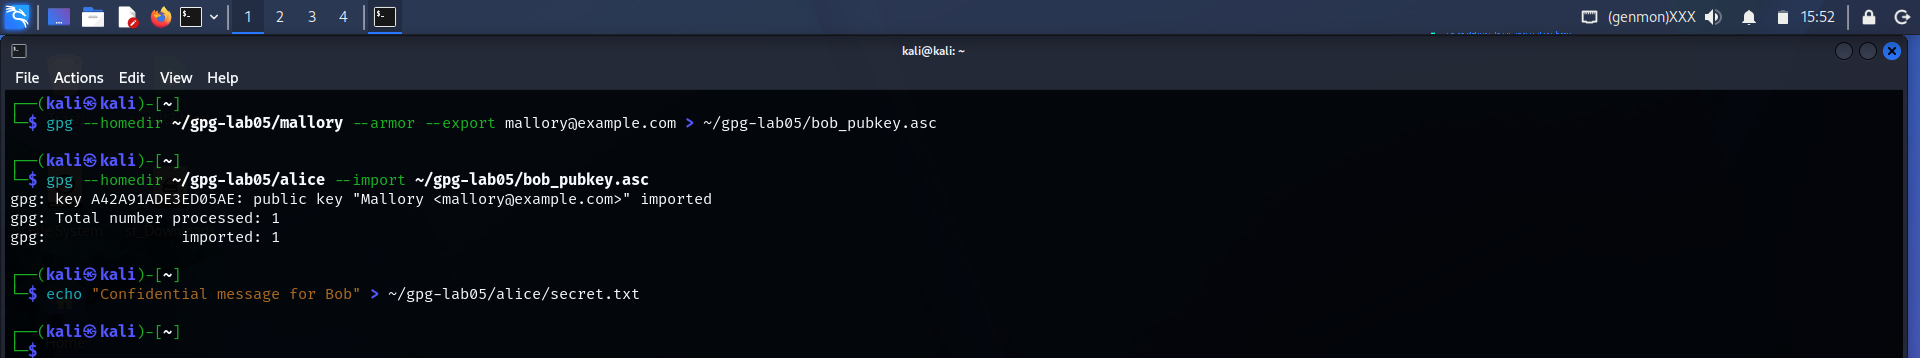 1 2 3 4 (genmon)XXX 15:52
kali@kali: ~
File Actions Edit View Help
┌──(kali㉿kali)-[~]
└─$ gpg --homedir ~/gpg-lab05/mallory --armor --export mallory@example.com > ~/gpg-lab05/bob_pubkey.asc
┌──(kali㉿kali)-[~]
└─$ gpg --homedir ~/gpg-lab05/alice --import ~/gpg-lab05/bob_pubkey.asc
gpg: key A42A91ADE3ED05AE: public key "Mallory <mallory@example.com>" imported
gpg: Total number processed: 1
gpg:               imported: 1
┌──(kali㉿kali)-[~]
└─$ echo "Confidential message for Bob" > ~/gpg-lab05/alice/secret.txt
┌──(kali㉿kali)-[~]
└─$